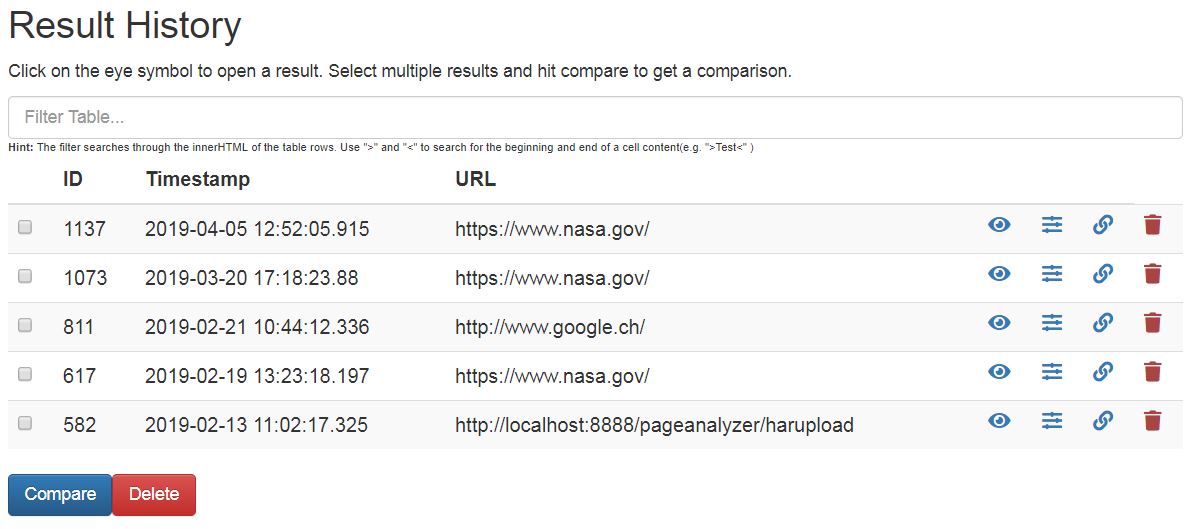 Result History
Click on the eye symbol to open a result. Select multiple results and hit compare to get a comparison.
Filter Table...
Hint: The filter searches through the innerHTML of the table rows. Use ">" and "<" to search for the beginning and end of a cell content(e.g. ">Test<" )
ID Timestamp URL
1137 2019-04-05 12:52:05.915 https://www.nasa.gov/
1073 2019-03-20 17:18:23.88 https://www.nasa.gov/
811 2019-02-21 10:44:12.336 http://www.google.ch/
617 2019-02-19 13:23:18.197 https://www.nasa.gov/
582 2019-02-13 11:02:17.325 http://localhost:8888/pageanalyzer/harupload
Compare Delete